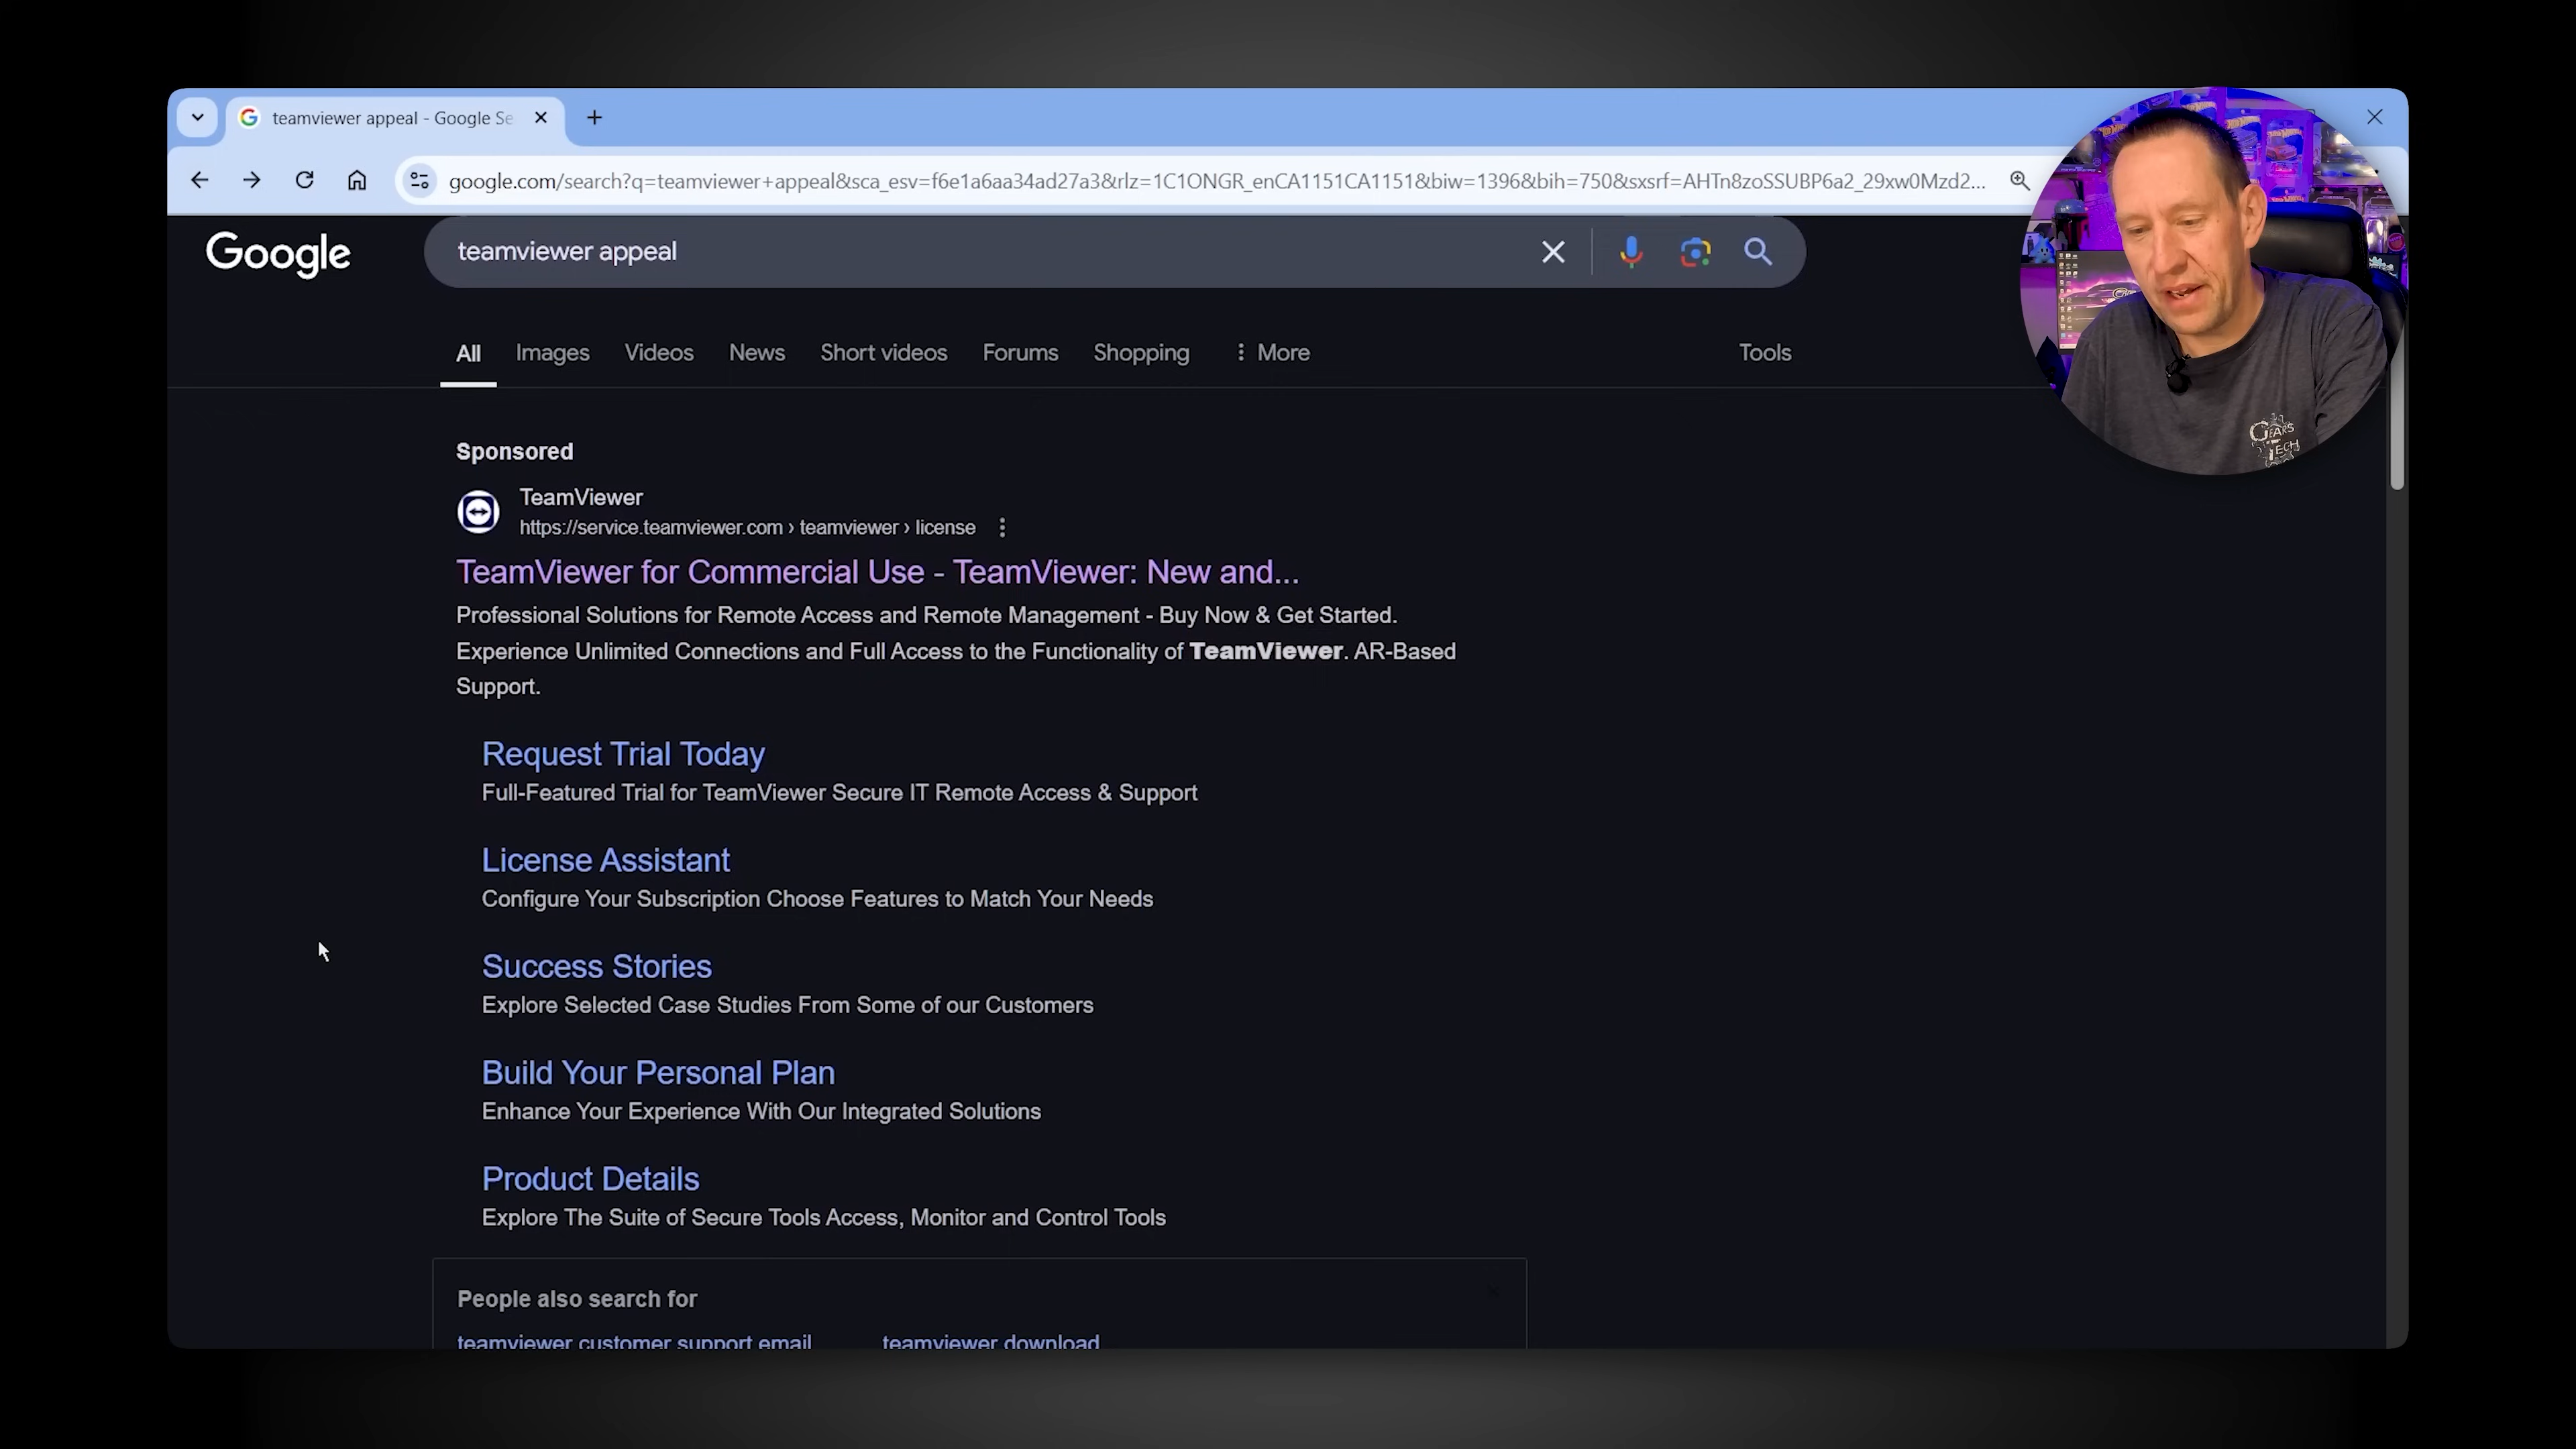 teamviewer appeal - Google Se
google.com/search?q=teamviewer+appeal&sca_esv=f6e1a6aa34ad27a3&rlz=1C1ONGR_enCA1151CA1151&biw=1396&bih=750&sxsrf=AHTn8zoSSUBP6a2_29xw0Mzd2...
Google
teamviewer appeal
All Images Videos News Short videos Forums Shopping More Tools
GEARS
TECH
Sponsored
TeamViewer
https://service.teamviewer.com › teamviewer › license
TeamViewer for Commercial Use - TeamViewer: New and...
Professional Solutions for Remote Access and Remote Management - Buy Now & Get Started.
Experience Unlimited Connections and Full Access to the Functionality of TeamViewer. AR-Based
Support.
Request Trial Today
Full-Featured Trial for TeamViewer Secure IT Remote Access & Support
License Assistant
Configure Your Subscription Choose Features to Match Your Needs
Success Stories
Explore Selected Case Studies From Some of our Customers
Build Your Personal Plan
Enhance Your Experience With Our Integrated Solutions
Product Details
Explore The Suite of Secure Tools Access, Monitor and Control Tools
People also search for
teamviewer customer support email teamviewer download